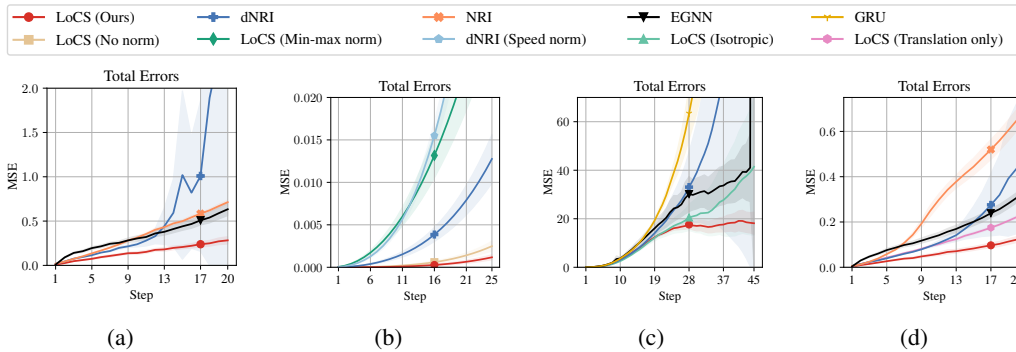 LoCS (Ours) dNRI NRI EGNN GRU
LoCS (No norm) LoCS (Min-max norm) dNRI (Speed norm) LoCS (Isotropic) LoCS (Translation only)
Total Errors Total Errors Total Errors Total Errors
2.0
1.5
1.0
0.5
0.0
MSE
1 5 9 13 17 20
Step
(a)
0.020
0.015
0.010
0.005
0.000
MSE
1 6 11 16 21 25
Step
(b)
60
40
20
0
MSE
1 10 19 28 37 45
Step
(c)
0.6
0.4
0.2
0.0
MSE
1 5 9 13 17
Step
(d)